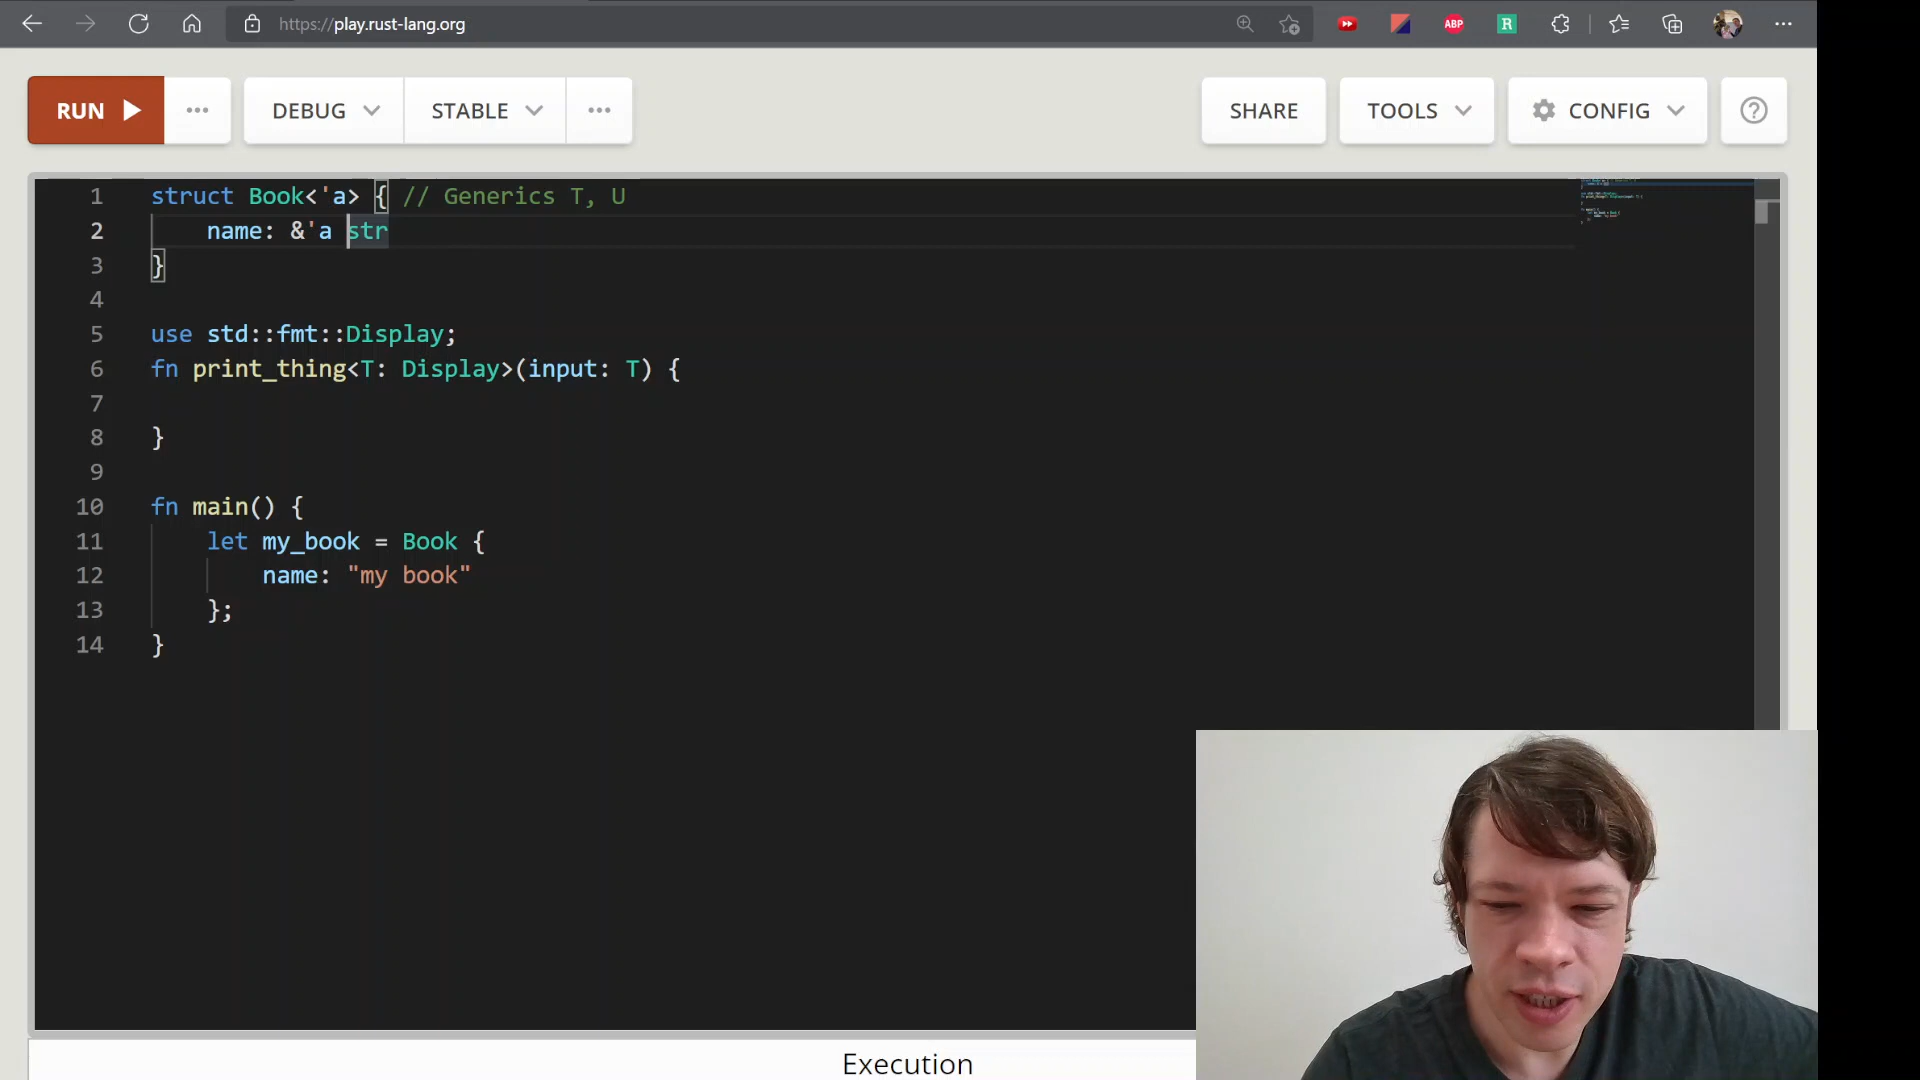 https://play.rust-lang.org
ABP
R
RUN
DEBUG
STABLE
SHARE
TOOLS
CONFIG
1 struct Book<'a> { // Generics T, U
2 name: &'a str
3 }
4
5 use std::fmt::Display;
6 fn print_thing<T: Display>(input: T) {
7
8 }
9
10 fn main() {
11 let my_book = Book {
12 name: "my book"
13 };
14 }
Execution